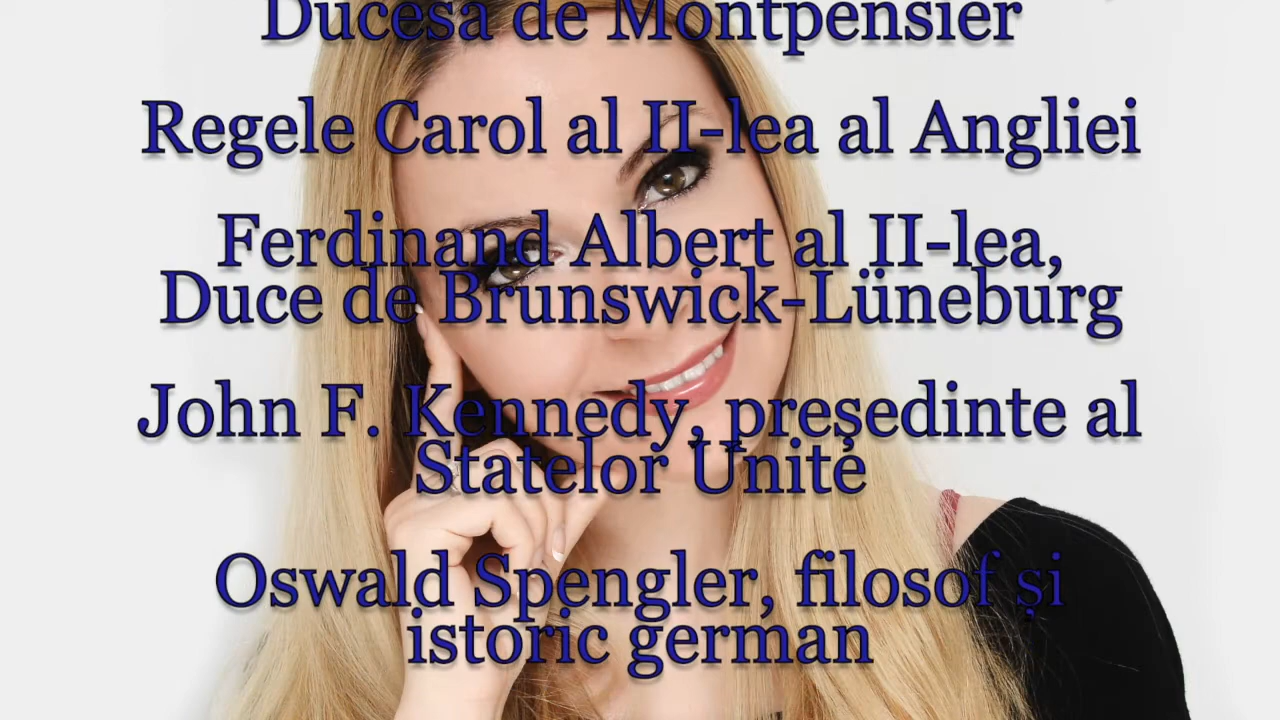 Ducesa de Montpensier
Regele Carol al II-lea al Angliei
Ferdinand Albert al II-lea,
Duce de Brunswick-Lüneburg
John F. Kennedy, președinte al
Statelor Unite
Oswald Spengler, filosof și
istoric german